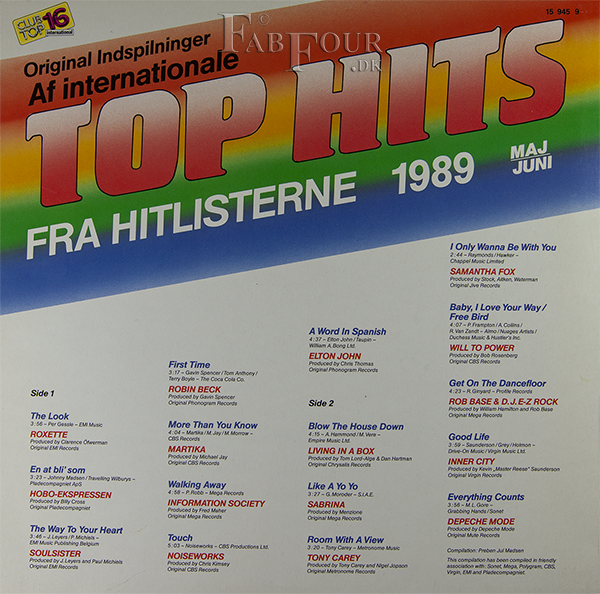 CLUB
TOP 16
international
15 945 9
© FabFour.dk
Original Indspilninger
Af internationale
TOP HITS
FRA HITLISTERNE 1989 MAJ
JUNI
Side 1
The Look
3:56 – Per Gessle – EMI Music
ROXETTE
Produced by Clarence Öfwerman
Original EMI Records
En at bli' som
3:23 – Johnny Madsen/Travelling Wilburys –
Pladecompagniet ApS
HOBO-EKSPRESSEN
Produced by Billy Cross
Original Pladecompagniet
The Way To Your Heart
3:46 – J. Leyers/P. Michiels –
EMI Music Publishing Belgium
SOULSISTER
Produced by J. Leyers and Paul Michiels
Original EMI Records
First Time
3:17 – Gavin Spencer/Tom Anthony/
Terry Boyle – The Coca Cola Co.
ROBIN BECK
Produced by Gavin Spencer
Original Phonogram Records
More Than You Know
4:04 – Martika/M. Jay/M. Morrow –
CBS Records
MARTIKA
Produced by Michael Jay
Original CBS Records
Walking Away
4:58 – P. Robb – Mega Records
INFORMATION SOCIETY
Produced by Fred Maher
Original Mega Records
Touch
5:03 – Noiseworks – CBS Productions Ltd.
NOISEWORKS
Produced by Chris Kimsey
Original CBS Records
A Word In Spanish
4:37 – Elton John/Taupin –
William A. Bong Ltd.
ELTON JOHN
Produced by Chris Thomas
Original Phonogram Records
Side 2
Blow The House Down
4:15 – A. Hammond/M. Vere –
Empire Music Ltd.
LIVING IN A BOX
Produced by Tom Lord-Alge & Dan Hartman
Original Chrysalis Records
Like A Yo Yo
3:27 – G. Moroder – S.I.A.E.
SABRINA
Produced by Menzione
Original Mega Records
Room With A View
3:20 – Tony Carey – Metronome Music
TONY CAREY
Produced by Tony Carey and Nigel Jopson
Original Metronome Records
I Only Wanna Be With You
2:44 – Raymonds/Hawker –
Chappel Music Limited
SAMANTHA FOX
Produced by Stock, Aitken, Waterman
Original Jive Records
Baby, I Love Your Way/
Free Bird
4:07 – P. Frampton/A. Collins/
R. Van Zandt – Almo/Nuages Artists/
Duchess Music & Hustler's Inc.
WILL TO POWER
Produced by Bob Rosenberg
Original CBS Records
Get On The Dancefloor
4:23 – R. Ginyard – Profile Records
ROB BASE & D.J. E-Z ROCK
Produced by William Hamilton and Rob Base
Original Mega Records
Good Life
3:59 – Saunderson/Grey/Holmon –
Drive-On Music/Virgin Music Ltd.
INNER CITY
Produced by Kevin „Master Reese" Saunderson
Original Virgin Records
Everything Counts
3:56 – M.L. Gore –
Grabbing Hands/Sonet
DEPECHE MODE
Produced by Depeche Mode
Original Mute Records
Compilation: Preben Jul Madsen
This compilation has been compiled in friendly
association with: Sonet, Mega, Polygram, CBS,
Virgin, EMI and Pladecompagniet.